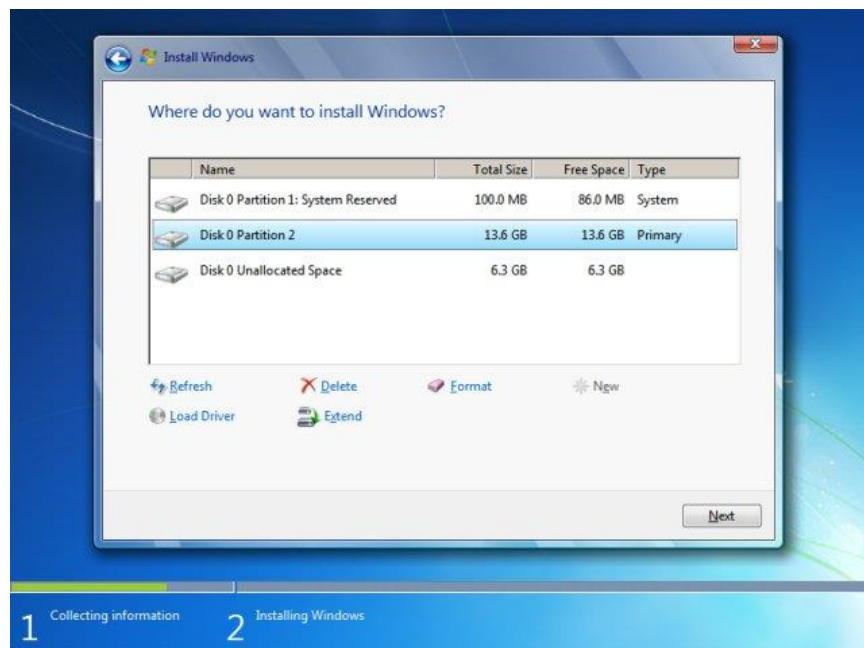 Install Windows
Where do you want to install Windows?
Name Total Size Free Space Type
Disk 0 Partition 1: System Reserved 100.0 MB 86.0 MB System
Disk 0 Partition 2 13.6 GB 13.6 GB Primary
Disk 0 Unallocated Space 6.3 GB 6.3 GB
Refresh Delete Format New
Load Driver Extend
Next
1 Collecting information 2 Installing Windows